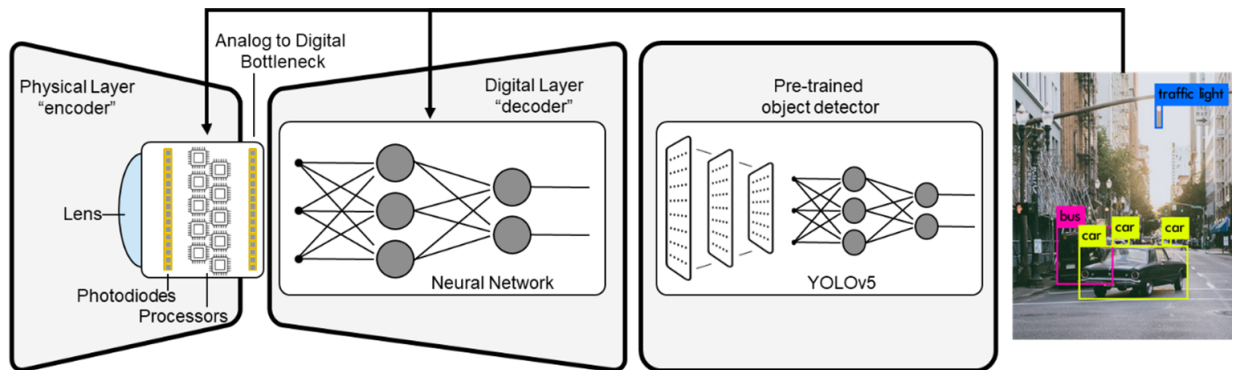 Physical Layer
“encoder”
Analog to Digital
Bottleneck
Lens
Photodiodes
Processors
Digital Layer
“decoder”
Neural Network
Pre-trained
object detector
YOLOv5
traffic light
bus
car
car
car